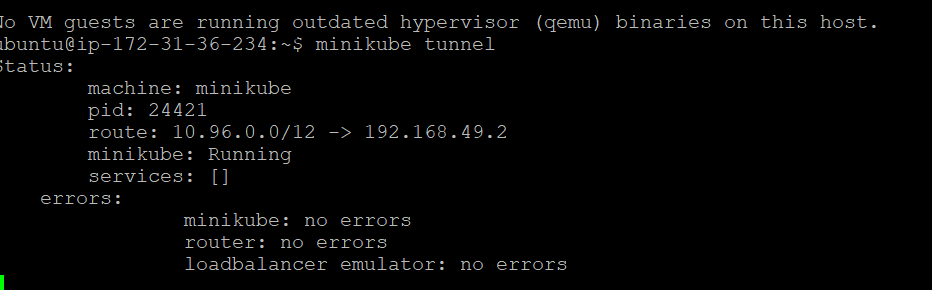 No VM guests are running outdated hypervisor (qemu) binaries on this host.
ubuntu@ip-172-31-36-234:~$ minikube tunnel
Status:
machine: minikube
pid: 24421
route: 10.96.0.0/12 -> 192.168.49.2
minikube: Running
services: []
errors:
minikube: no errors
router: no errors
loadbalancer emulator: no errors